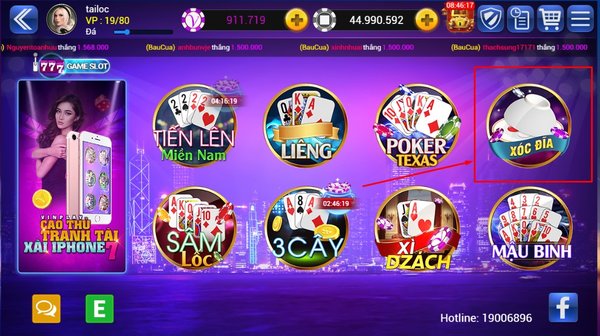 tailoc
VP : 19/80
Đá
911.719
44.990.592
08:46:17
(BauCua) thắng 1.568.000
(BauCua) anhbunvje thắng 1.500.000
(BauCua) xinhnhuan thắng 1.500.000
(BauCua) thachsung17171 thắng 1.500.000
777 GAME SLOT
04:16:19
TIẾN LÊN
Miền Nam
LIÊNG
POKER
TEXAS
XÓC ĐĨA
VINPLAY
CAO THỦ
TRANH TÀI
XÀI IPHONE 7
SÂM
LỐC
02:46:19
3CÂY
XÌ
DZÁCH
MẬU BINH
E
f
Hotline: 19006896